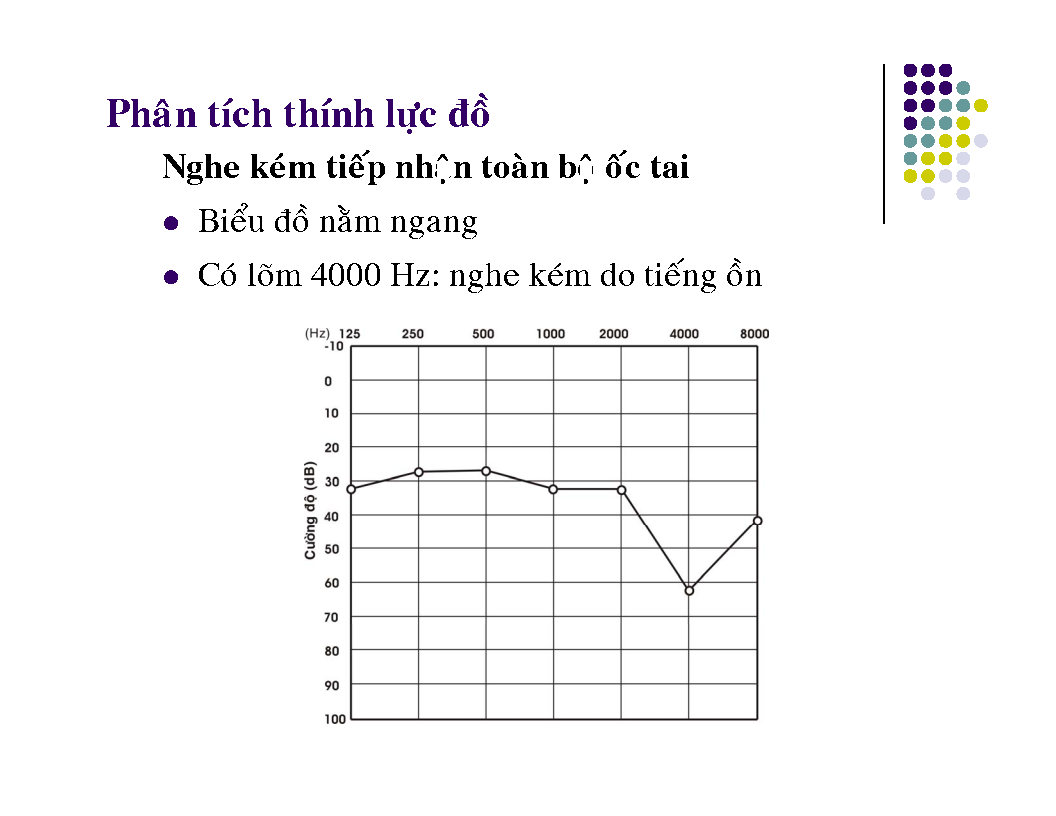 Phân tích thính lực đồ
Nghe kém tiếp nhận toàn bộ ốc tai
Biểu đồ nằm ngang
Có lõm 4000 Hz: nghe kém do tiếng ồn
(Hz) 125 250 500 1000 2000 4000 8000
-10
0
10
20
30
40
50
60
70
80
90
100
Cường độ (dB)